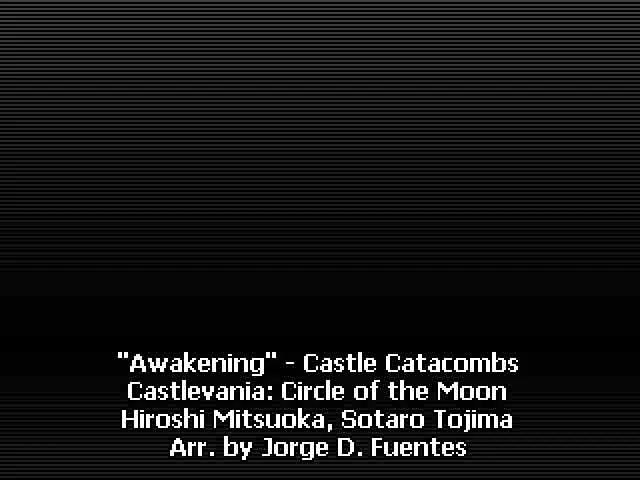 "Awakening" - Castle Catacombs
Castlevania: Circle of the Moon
Hiroshi Mitsuoka, Sotaro Tojima
Arr. by Jorge D. Fuentes